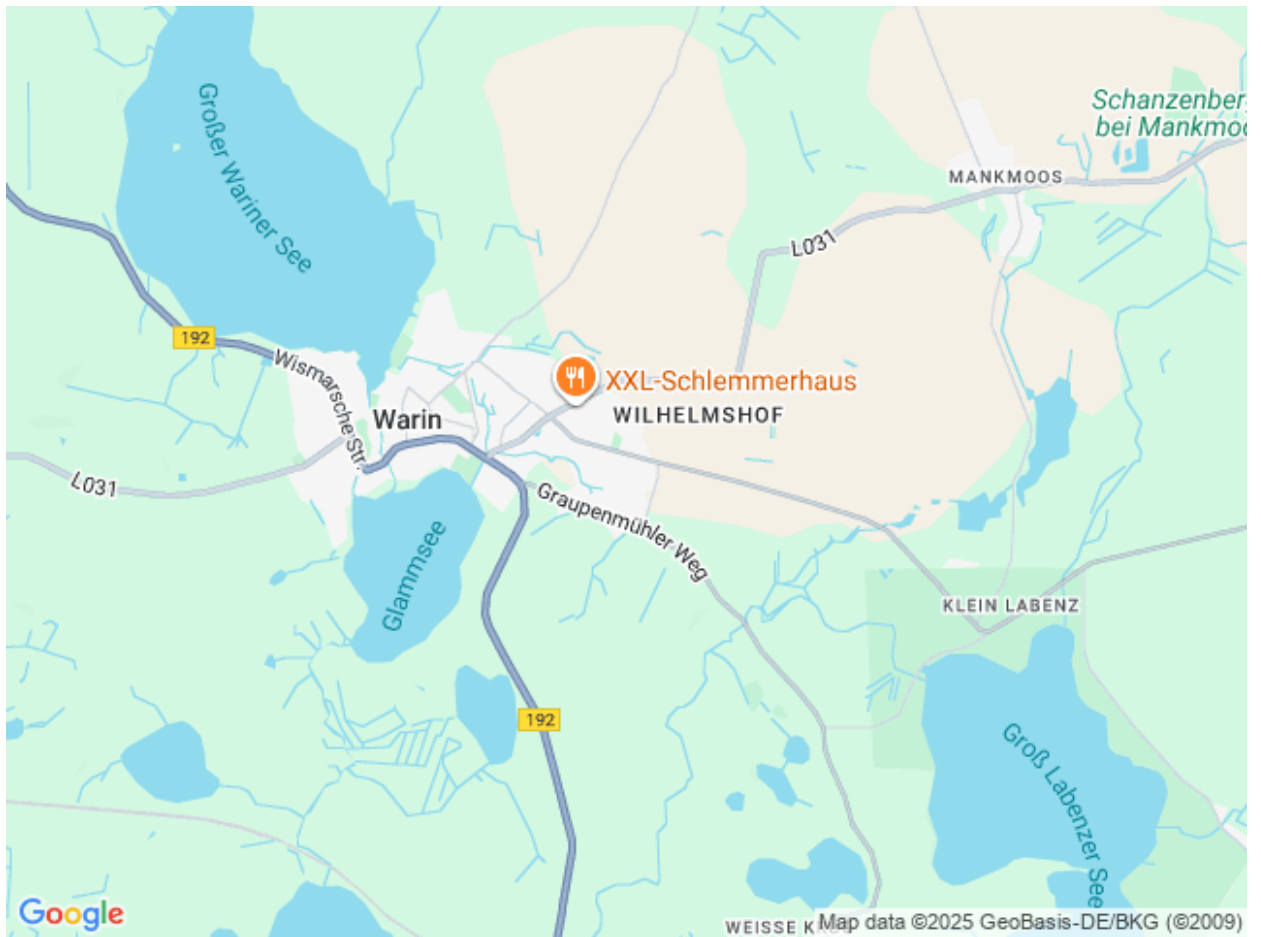 Großer Wariner See
Schanzenberg
bei Mankmoo
MANKMOOS
L031
192
Wismarsche Str.
XXL-Schlemmerhaus
Warin
WILHELMSHOF
L031
Graupenmühler Weg
Glammsee
KLEIN LABENZ
192
Groß Labenzer See
Google
WEISSE K
Map data ©2025 GeoBasis-DE/BKG (©2009)